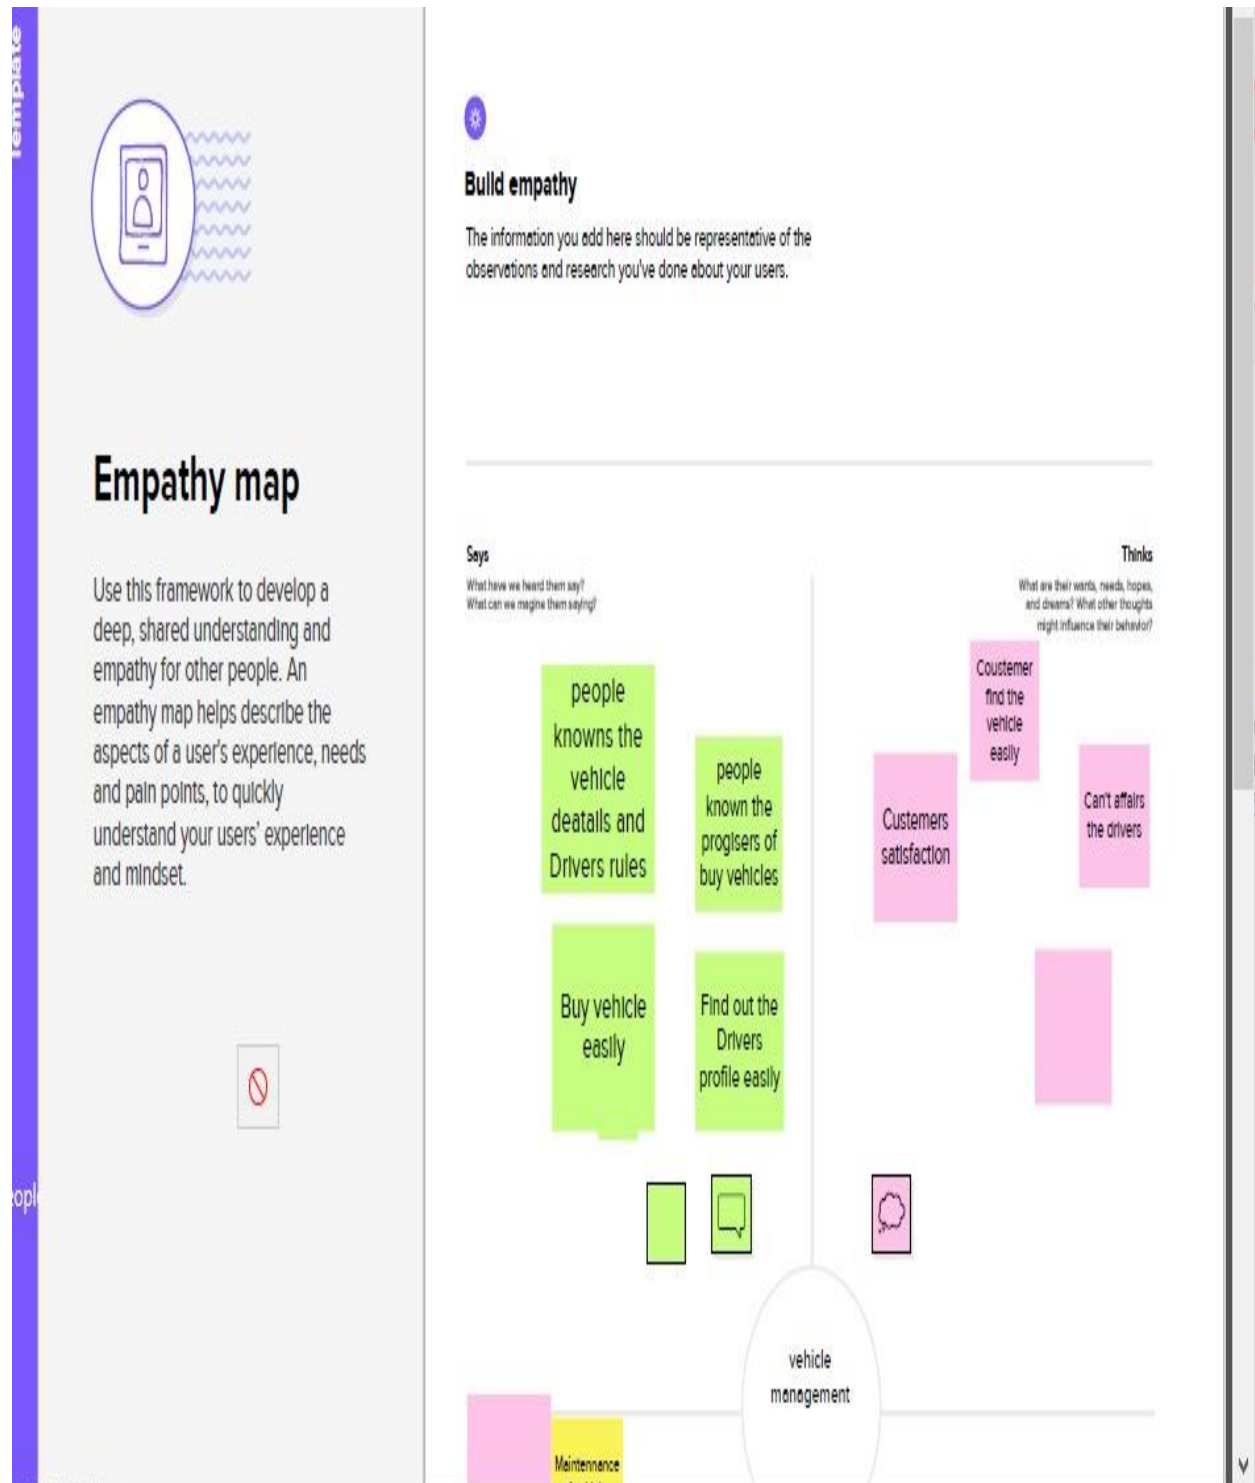 Template
Empathy map
Use this framework to develop a
deep, shared understanding and
empathy for other people. An
empathy map helps describe the
aspects of a user's experience, needs
and pain points, to quickly
understand your users' experience
and mindset.
Build empathy
The information you add here should be representative of the
observations and research you've done about your users.
Says
What have we heard them say?
What can we magine them saying?
Thinks
What are their wants, needs, hopes,
and dreams? What other thoughts
might influence their behavior?
people
knowns the
vehicle
deatails and
Drivers rules
people
known the
progisers of
buy vehicles
Buy vehicle
easily
Find out the
Drivers
profile easily
Coustemer
find the
vehicle
easily
Custemers
satisfaction
Can't affairs
the drivers
vehicle
management
Maintennance